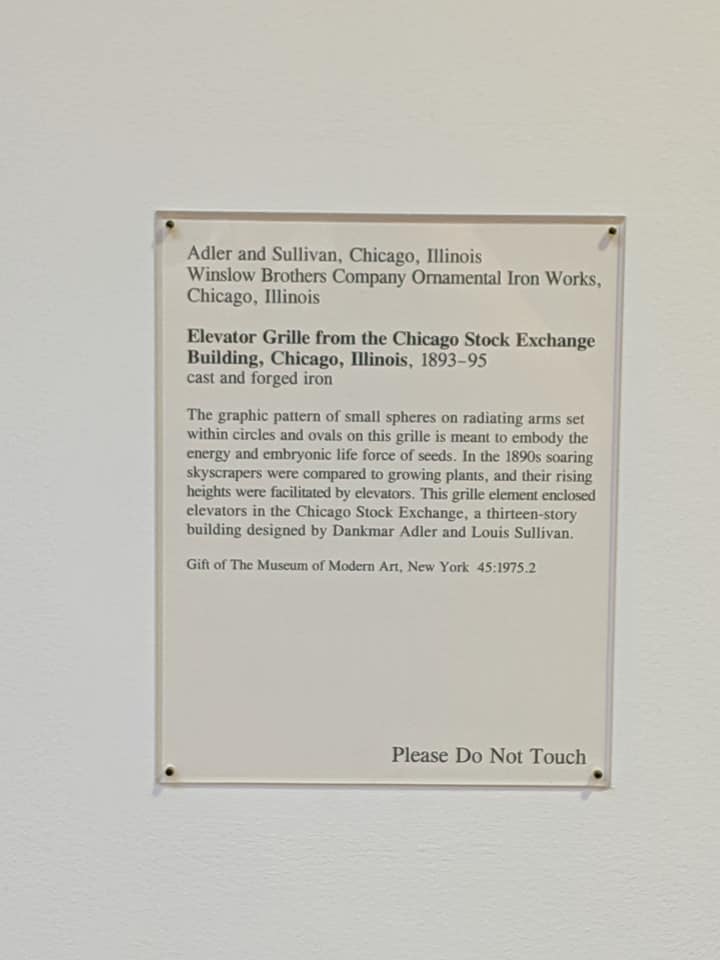 Adler and Sullivan, Chicago, Illinois
Winslow Brothers Company Ornamental Iron Works,
Chicago, Illinois
Elevator Grille from the Chicago Stock Exchange
Building, Chicago, Illinois, 1893–95
cast and forged iron
The graphic pattern of small spheres on radiating arms set
within circles and ovals on this grille is meant to embody the
energy and embryonic life force of seeds. In the 1890s soaring
skyscrapers were compared to growing plants, and their rising
heights were facilitated by elevators. This grille element enclosed
elevators in the Chicago Stock Exchange, a thirteen-story
building designed by Dankmar Adler and Louis Sullivan.
Gift of The Museum of Modern Art, New York 45:1975.2
Please Do Not Touch